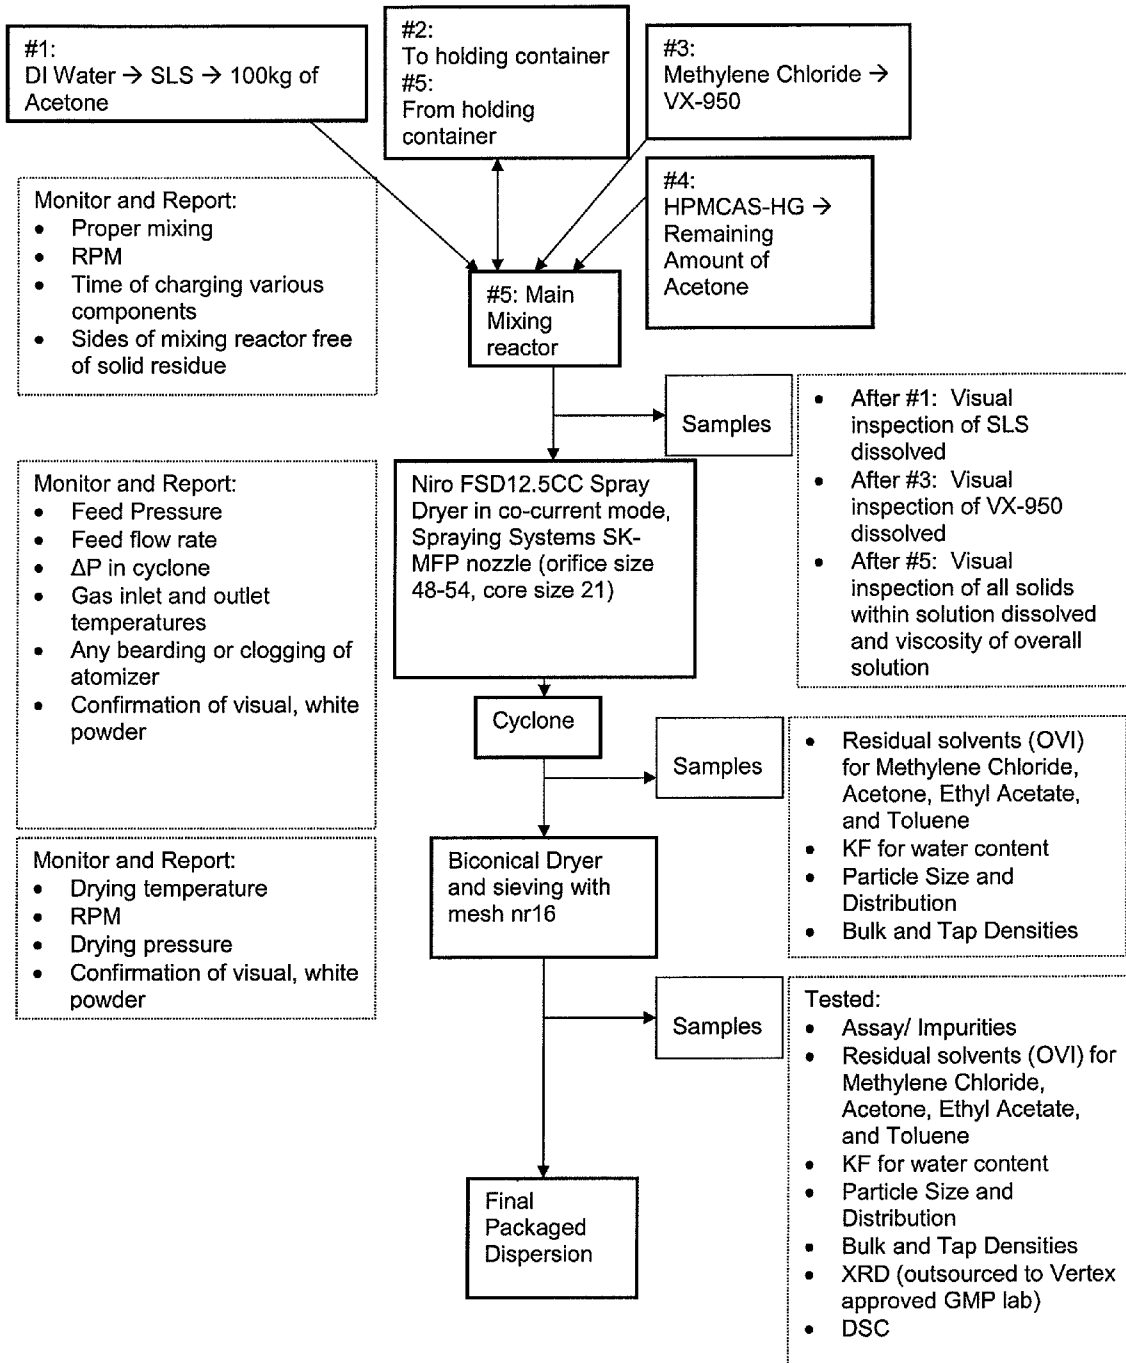 #1:
DI Water → SLS → 100kg of
Acetone
#2:
To holding container
#5:
From holding
container
#3:
Methylene Chloride →
VX-950
#4:
HPMCAS-HG →
Remaining
Amount of
Acetone
Monitor and Report:
• Proper mixing
• RPM
• Time of charging various
components
• Sides of mixing reactor free
of solid residue
#5: Main
Mixing
reactor
Samples
• After #1: Visual
inspection of SLS
dissolved
• After #3: Visual
inspection of VX-950
dissolved
• After #5: Visual
inspection of all solids
within solution dissolved
and viscosity of overall
solution
Monitor and Report:
• Feed Pressure
• Feed flow rate
• ΔP in cyclone
• Gas inlet and outlet
temperatures
• Any bearding or clogging of
atomizer
• Confirmation of visual, white
powder
Niro FSD12.5CC Spray
Dryer in co-current mode,
Spraying Systems SK-
MFP nozzle (orifice size
48-54, core size 21)
Cyclone
Samples
• Residual solvents (OVI)
for Methylene Chloride,
Acetone, Ethyl Acetate,
and Toluene
• KF for water content
• Particle Size and
Distribution
• Bulk and Tap Densities
Monitor and Report:
• Drying temperature
• RPM
• Drying pressure
• Confirmation of visual, white
powder
Biconical Dryer
and sieving with
mesh nr16
Samples
Tested:
• Assay/ Impurities
• Residual solvents (OVI) for
Methylene Chloride,
Acetone, Ethyl Acetate,
and Toluene
• KF for water content
• Particle Size and
Distribution
• Bulk and Tap Densities
• XRD (outsourced to Vertex
approved GMP lab)
• DSC
Final
Packaged
Dispersion